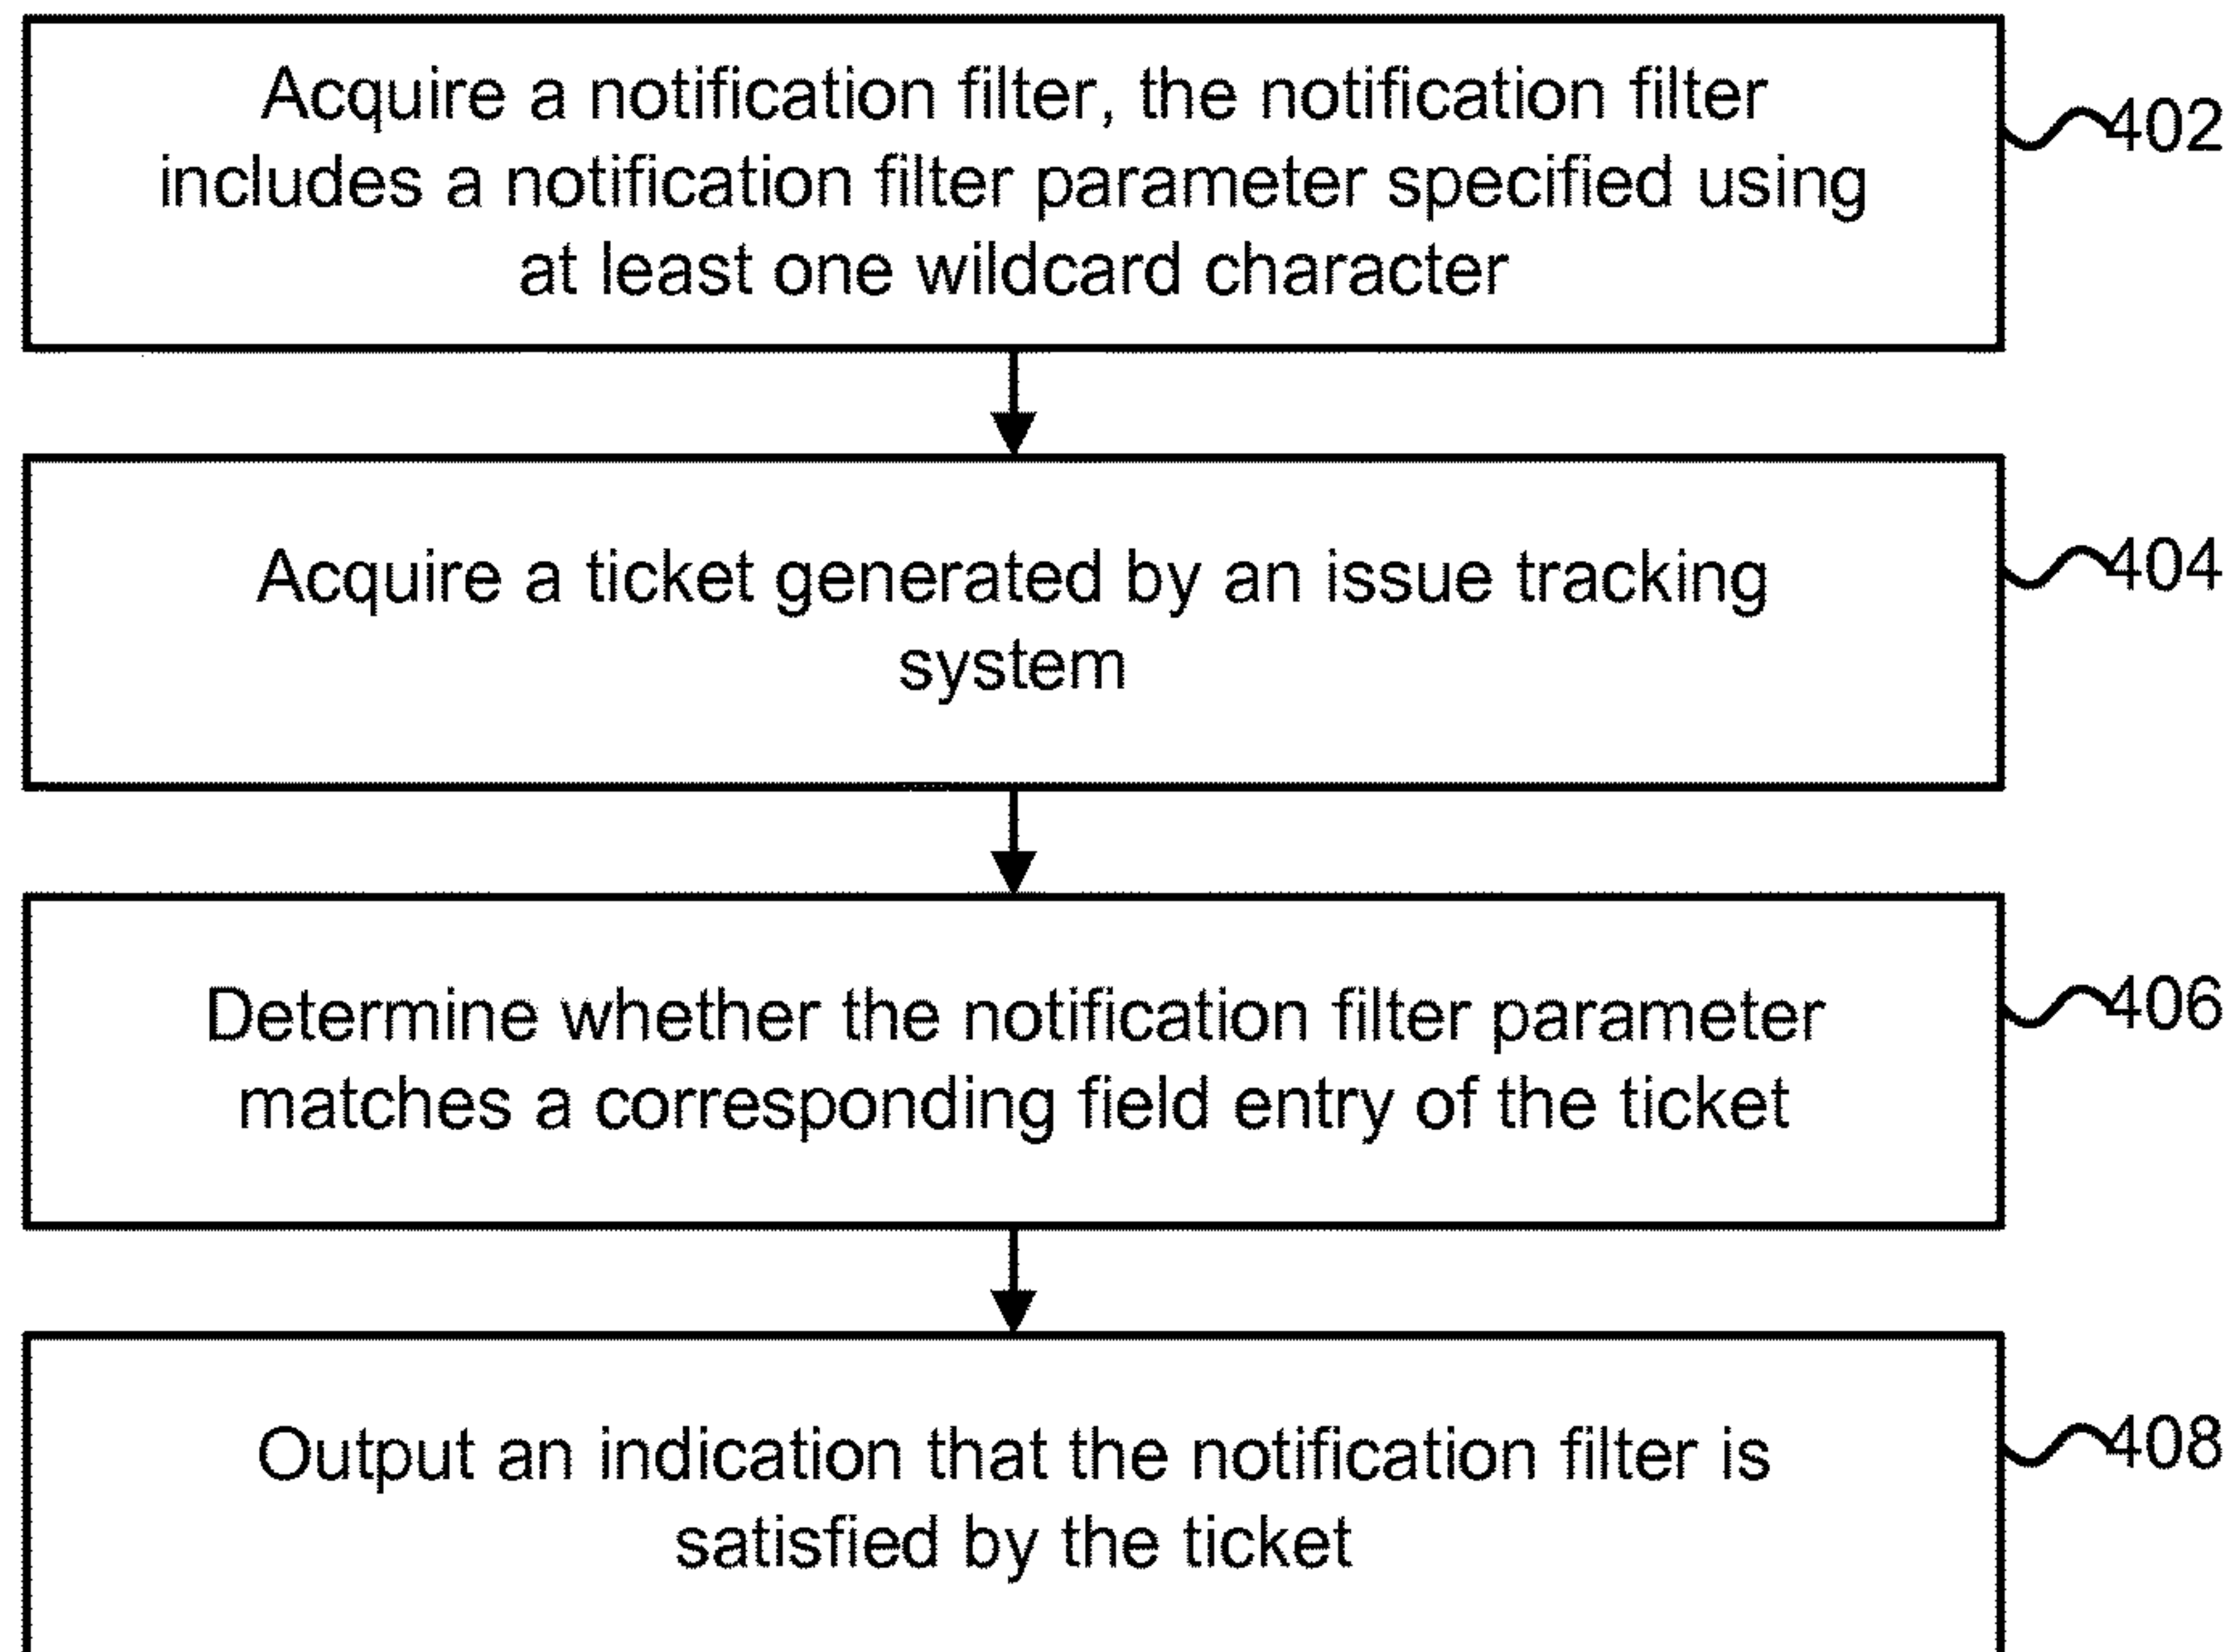 Acquire a notification filter, the notification filter
includes a notification filter parameter specified using
at least one wildcard character
402
Acquire a ticket generated by an issue tracking
system
404
Determine whether the notification filter parameter
matches a corresponding field entry of the ticket
406
Output an indication that the notification filter is
satisfied by the ticket
408